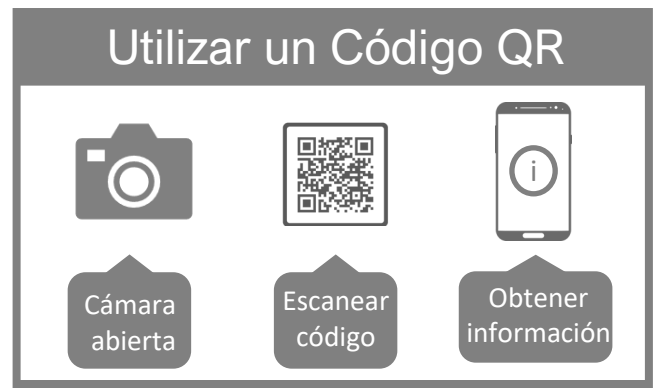 Utilizar un Código QR
i
Cámara
abierta
Escanear
código
Obtener
información